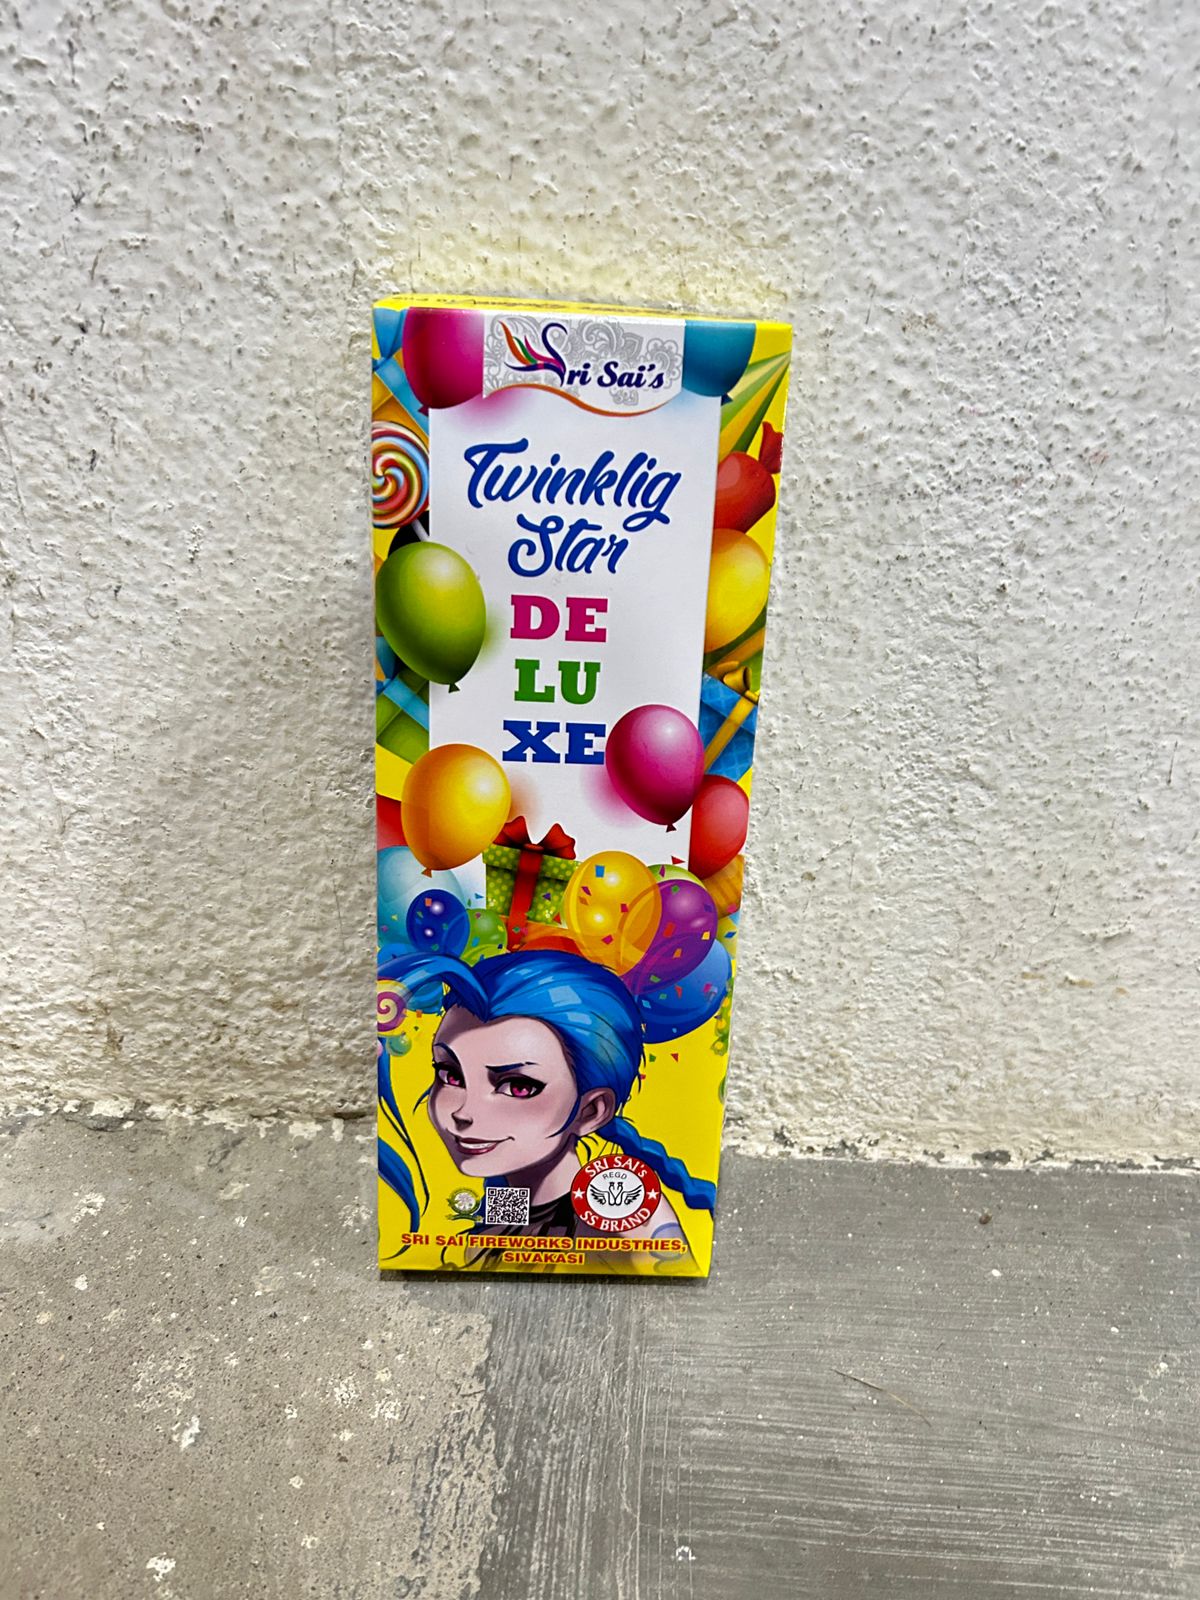 Sri Sai's
Twinklig
Star
DE
LU
XE
SRI SAI's
REGD
SS BRAND
SRI SAI FIREWORKS INDUSTRIES,
SIVAKASI